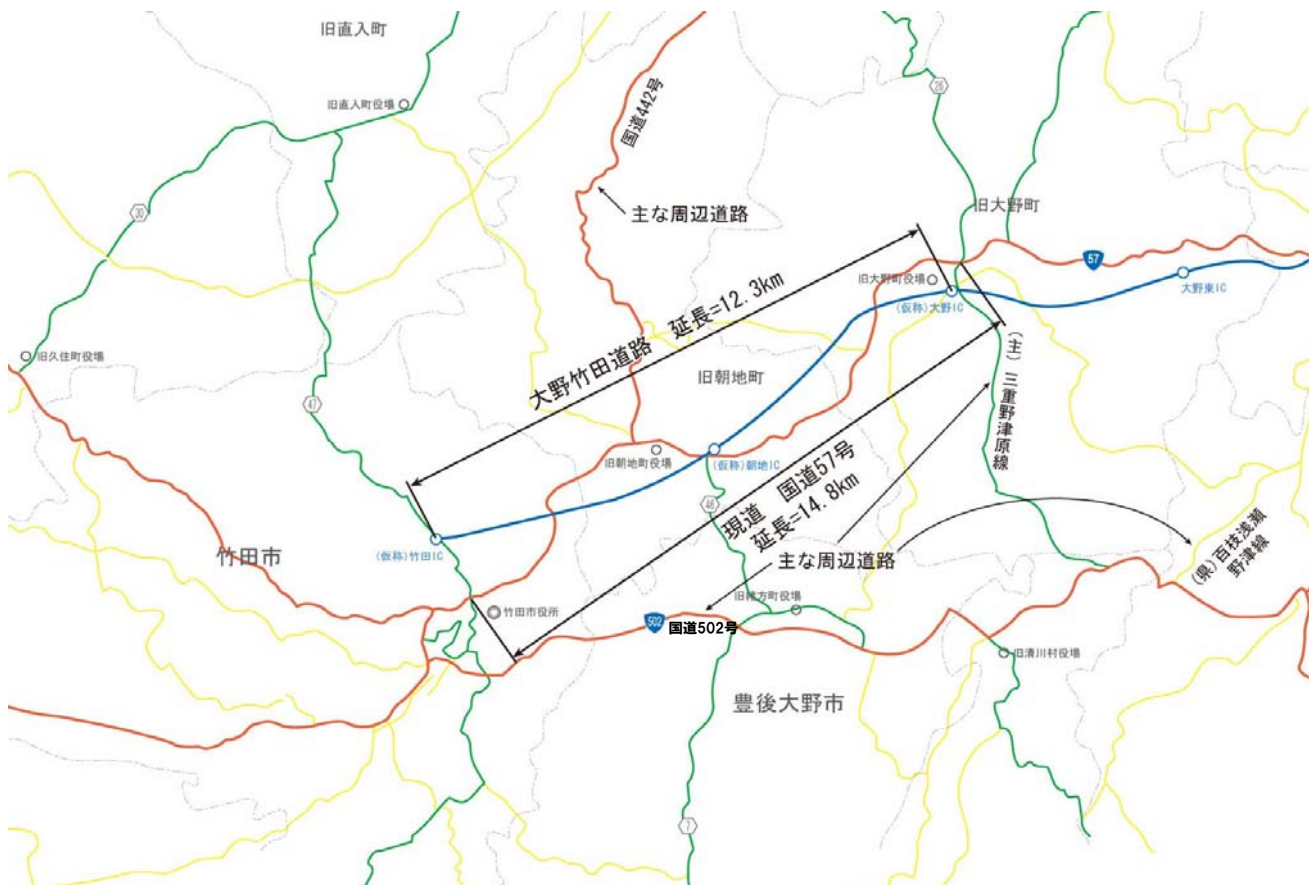 旧直入町
旧直入町役場
国道442号
26
主な周辺道路
旧大野町
30
57
大野竹田道路 延長=12.3km
旧大野町役場
(仮称)大野IC
大野東IC
旧久住町役場
旧朝地町
(主)三重野津原線
47
旧朝地町役場
(仮称)朝地IC
現道 国道57号
延長=14.8km
46
(仮称)竹田IC
竹田市
主な周辺道路
(県)百枝浅瀬
野津線
竹田市役所
旧緒方町役場
502
国道502号
旧清川村役場
豊後大野市
7